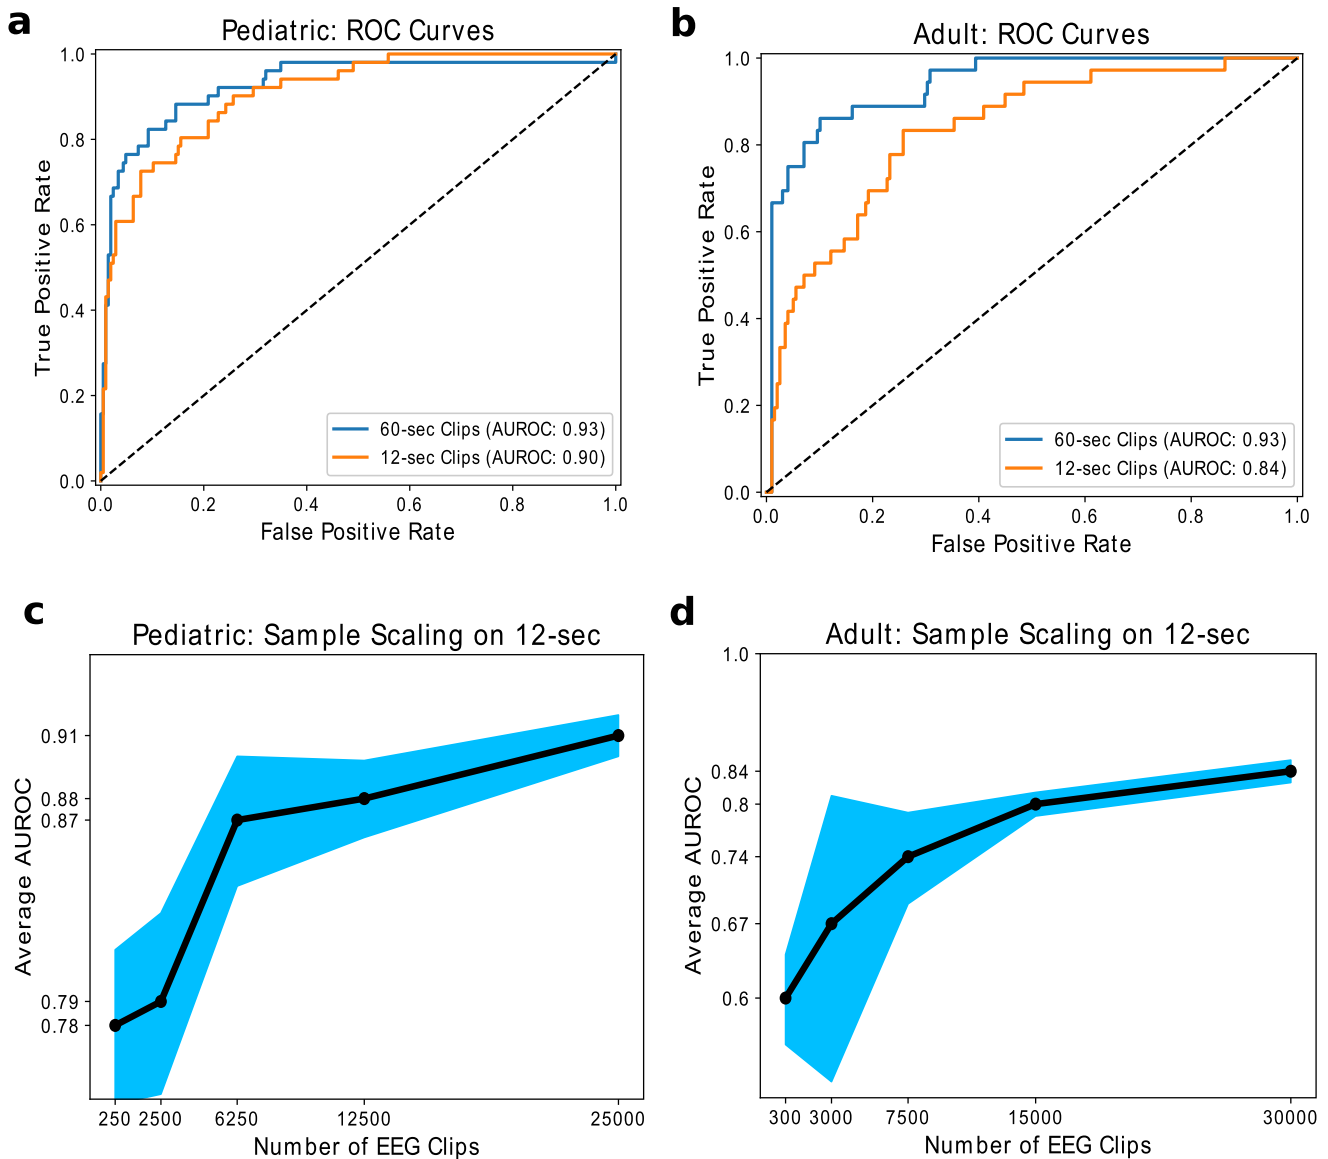 a
Pediatric: ROC Curves
1.0
0.8
0.6
0.4
0.2
0.0
True Positive Rate
60-sec Clips (AUROC: 0.93)
12-sec Clips (AUROC: 0.90)
0.0 0.2 0.4 0.6 0.8 1.0
False Positive Rate
b
Adult: ROC Curves
1.0
0.8
0.6
0.4
0.2
0.0
True Positive Rate
60-sec Clips (AUROC: 0.93)
12-sec Clips (AUROC: 0.84)
0.0 0.2 0.4 0.6 0.8 1.0
False Positive Rate
c
Pediatric: Sample Scaling on 12-sec
0.91
0.88
0.87
0.79
0.78
Average AUROC
250 2500 6250 12500 25000
Number of EEG Clips
d
Adult: Sample Scaling on 12-sec
1.0
0.84
0.8
0.74
0.67
0.6
Average AUROC
300 3000 7500 15000 30000
Number of EEG Clips